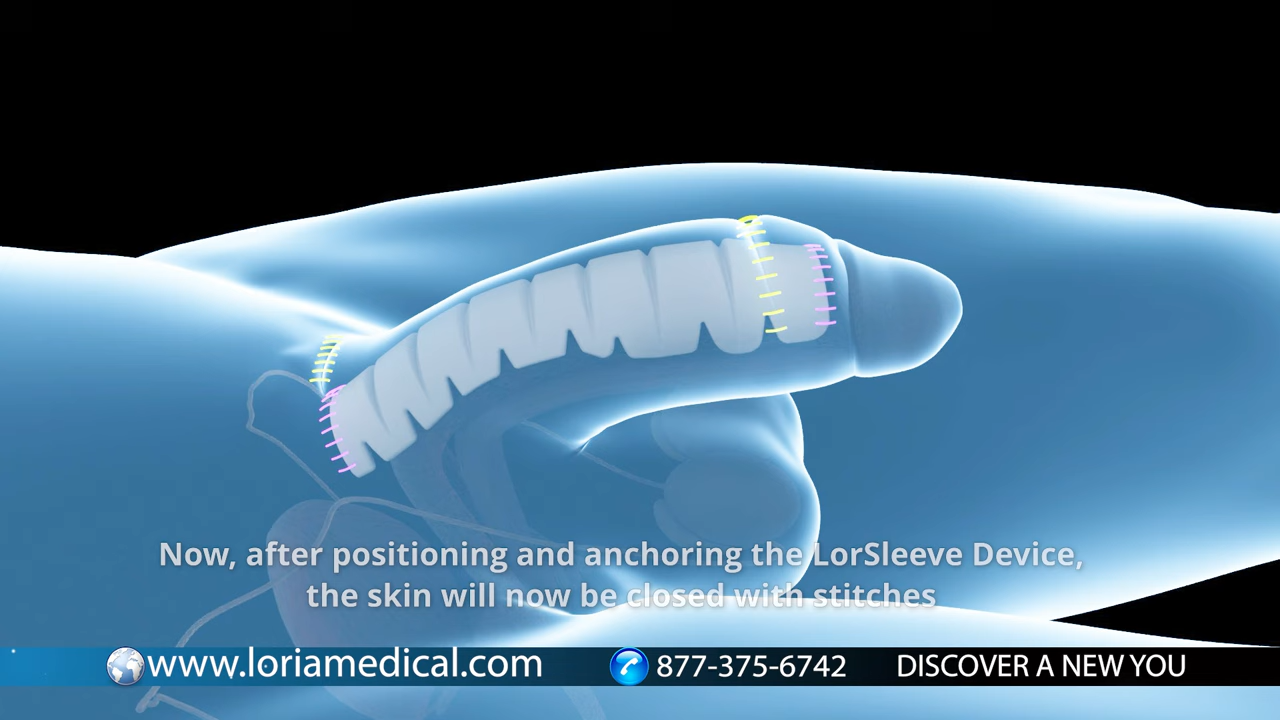 Now, after positioning and anchoring the LorSleeve Device,
the skin will now be closed with stitches
www.loriamedical.com 877-375-6742 DISCOVER A NEW YOU